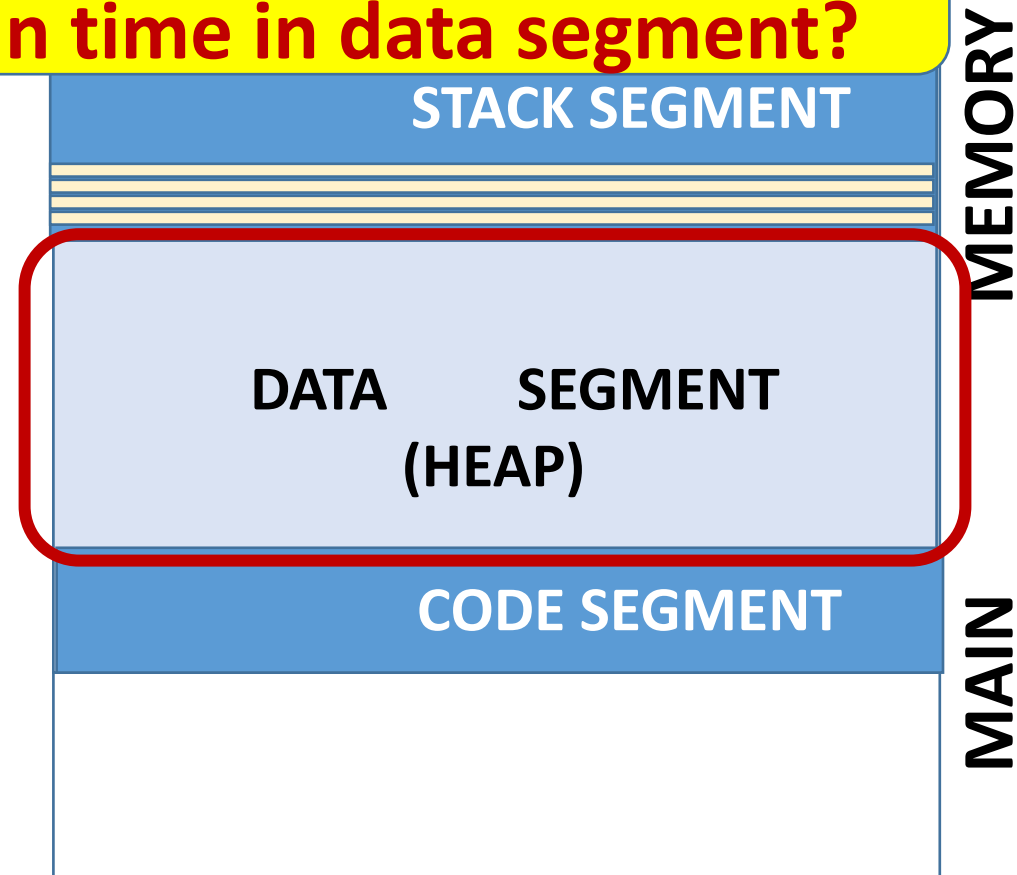 n time in data segment?
STACK SEGMENT
DATA SEGMENT
(HEAP)
CODE SEGMENT
MAIN MEMORY